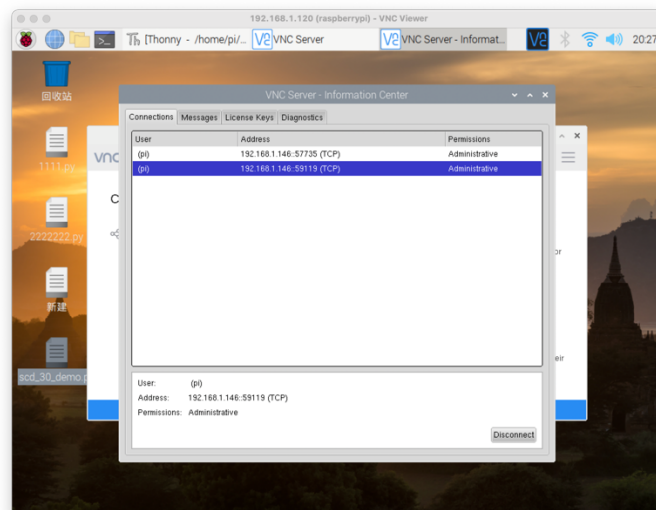 192.168.1.120 (raspberrypi) - VNC Viewer
[Thonny - /home/pi/... VNC Server VNC Server - Informat... 20:27
回收站
1111.py
2222222.py
新建
scd_30_demo.p
VNC Server - Information Center
Connections Messages License Keys Diagnostics
User Address Permissions
(pi) 192.168.1.146::57735 (TCP) Administrative
(pi) 192.168.1.146::59119 (TCP) Administrative
User: (pi)
Address: 192.168.1.146::59119 (TCP)
Permissions: Administrative
Disconnect